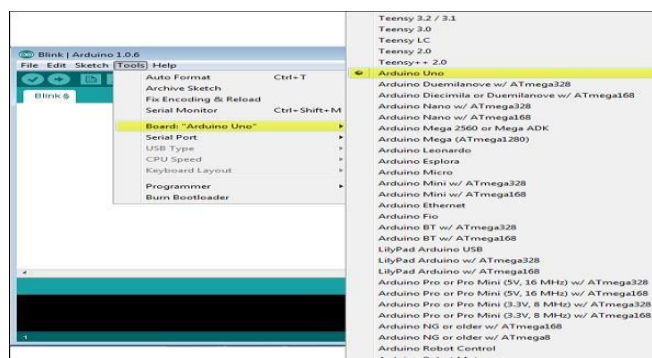 Blink | Arduino 1.0.6
File Edit Sketch Tools Help
Blink §
Auto Format Ctrl+T
Archive Sketch
Fix Encoding & Reload
Serial Monitor Ctrl+Shift+M
Board: "Arduino Uno"
Serial Port
USB Type
CPU Speed
Keyboard Layout
Programmer
Burn Bootloader
1
Teensy 3.2 / 3.1
Teensy 3.0
Teensy LC
Teensy 2.0
Teensy++ 2.0
Arduino Uno
Arduino Duemilanove w/ ATmega328
Arduino Diecimila or Duemilanove w/ ATmega168
Arduino Nano w/ ATmega328
Arduino Nano w/ ATmega168
Arduino Mega 2560 or Mega ADK
Arduino Mega (ATmega1280)
Arduino Leonardo
Arduino Esplora
Arduino Micro
Arduino Mini w/ ATmega328
Arduino Mini w/ ATmega168
Arduino Ethernet
Arduino Fio
Arduino BT w/ ATmega328
Arduino BT w/ ATmega168
LilyPad Arduino USB
LilyPad Arduino w/ ATmega328
LilyPad Arduino w/ ATmega168
Arduino Pro or Pro Mini (5V, 16 MHz) w/ ATmega328
Arduino Pro or Pro Mini (5V, 16 MHz) w/ ATmega168
Arduino Pro or Pro Mini (3.3V, 8 MHz) w/ ATmega328
Arduino Pro or Pro Mini (3.3V, 8 MHz) w/ ATmega168
Arduino NG or older w/ ATmega168
Arduino NG or older w/ ATmega8
Arduino Robot Control